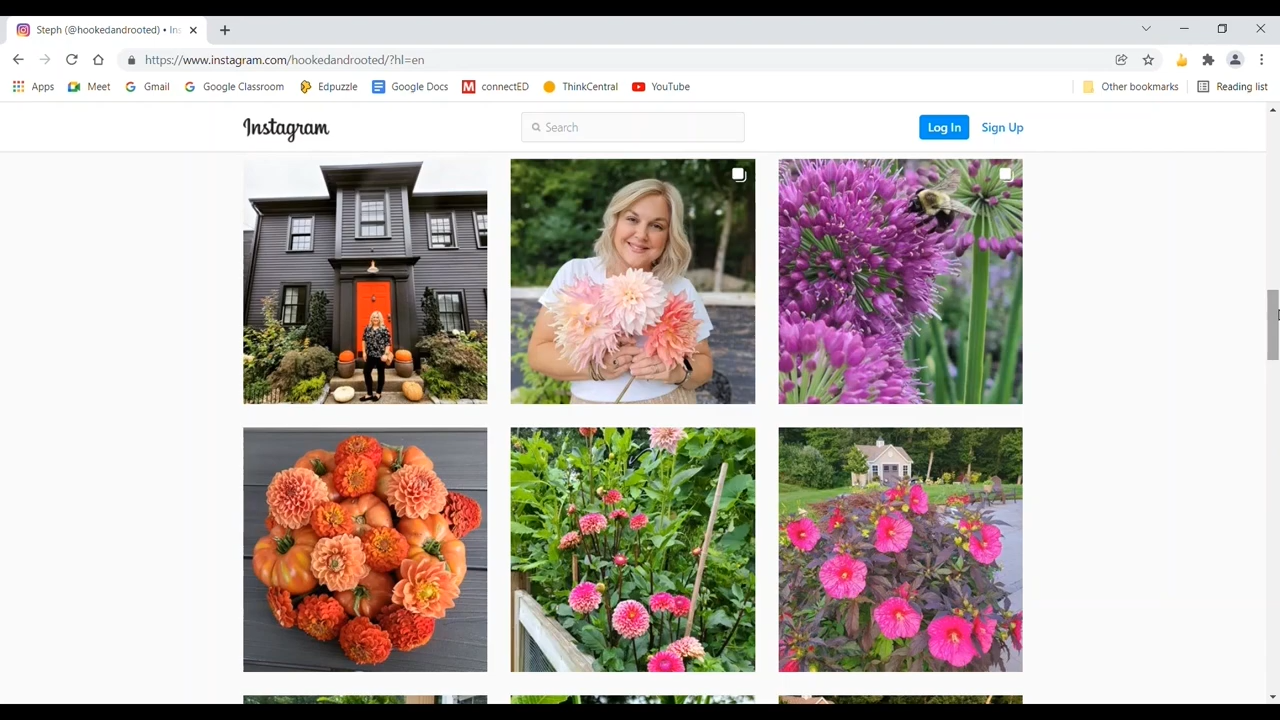 Steph (@hookedandrooted) • In
https://www.instagram.com/hookedandrooted/?hl=en
Apps Meet Gmail Google Classroom Edpuzzle Google Docs connectED ThinkCentral YouTube Other bookmarks Reading list
Instagram Search Log In Sign Up